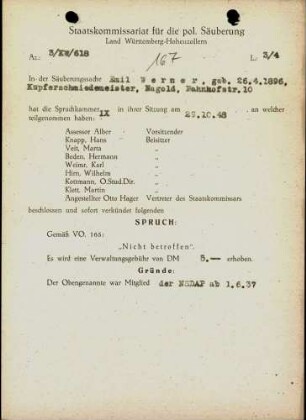 Staatskommissariat für die pol. Säuberung
Land Württemberg-Hohenzollern
Az.: 3/KW/618 167 L: 3/4
In der Säuberungssache Emil Werner, geb. 26.4.1896,
Kupferschmiedemeister, Nagold, Bahnhofstr.10
hat die Spruchkammer IX in ihrer Sitzung am 29.10.48 an welcher
teilgenommen haben:
Assessor Alber Vorsitzender
Knapp, Hans Beisitzer
Veit, Marta "
Beden, Hermann "
Weimr, Karl "
Hirn, Wilhelm "
Kottmann, O.Stud.Dir. "
Klett, Martin "
Angestellter Otto Hager Vertreter des Staatskommissars
beschlossen und sofort verkündet folgenden
SPRUCH:
Gemäß VO. 165:
„Nicht betroffen".
Es wird eine Verwaltungsgebühr von DM 5.-- erhoben.
Gründe:
Der Obengenannte war Mitglied der NSDAP ab 1.6.37